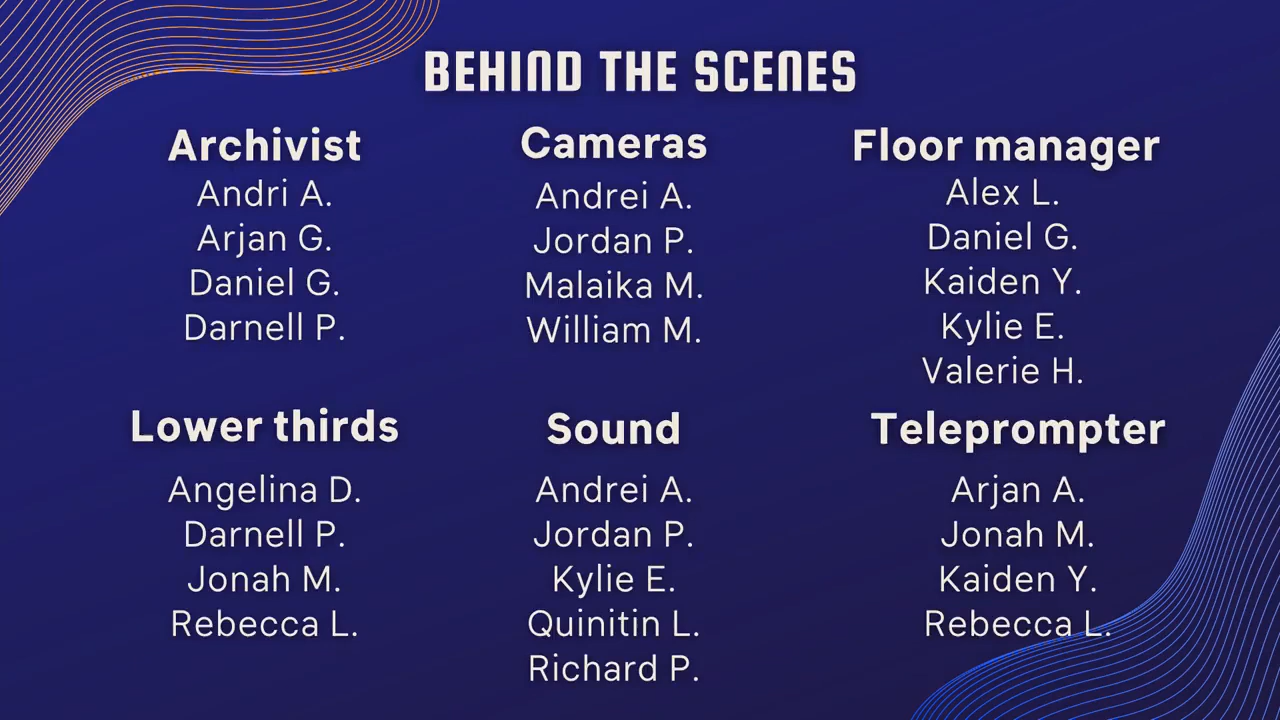 BEHIND THE SCENES
Archivist
Andri A.
Arjan G.
Daniel G.
Darnell P.
Cameras
Andrei A.
Jordan P.
Malaika M.
William M.
Floor manager
Alex L.
Daniel G.
Kaiden Y.
Kylie E.
Valerie H.
Lower thirds
Angelina D.
Darnell P.
Jonah M.
Rebecca L.
Sound
Andrei A.
Jordan P.
Kylie E.
Quinitin L.
Richard P.
Teleprompter
Arjan A.
Jonah M.
Kaiden Y.
Rebecca L.